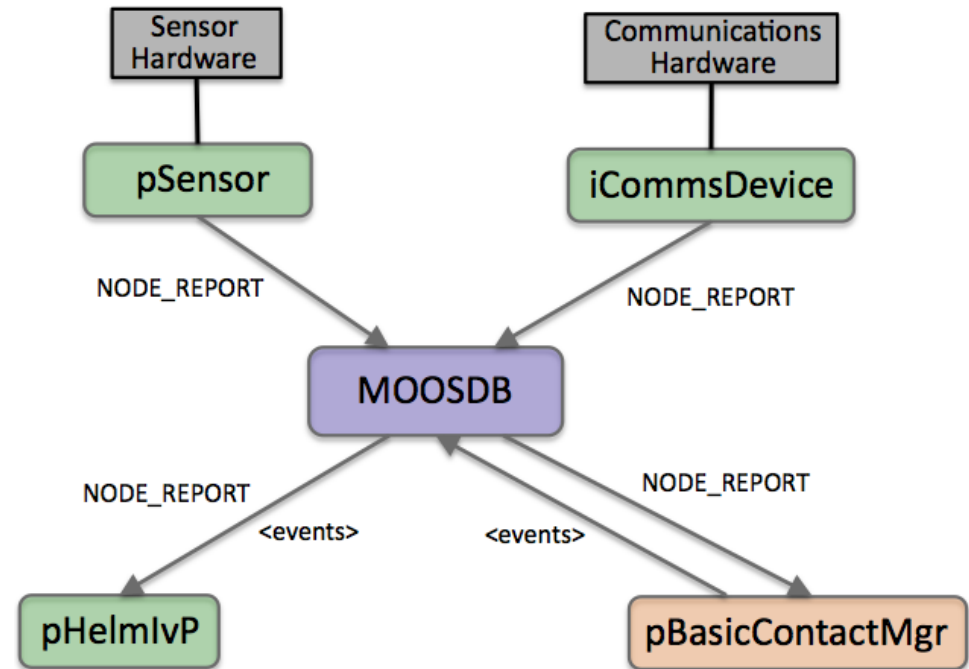 Sensor
Hardware
Communications
Hardware
pSensor
iCommsDevice
NODE_REPORT
NODE_REPORT
MOOSDB
NODE_REPORT
NODE_REPORT
<events>
<events>
pHelmIvP
pBasicContactMgr